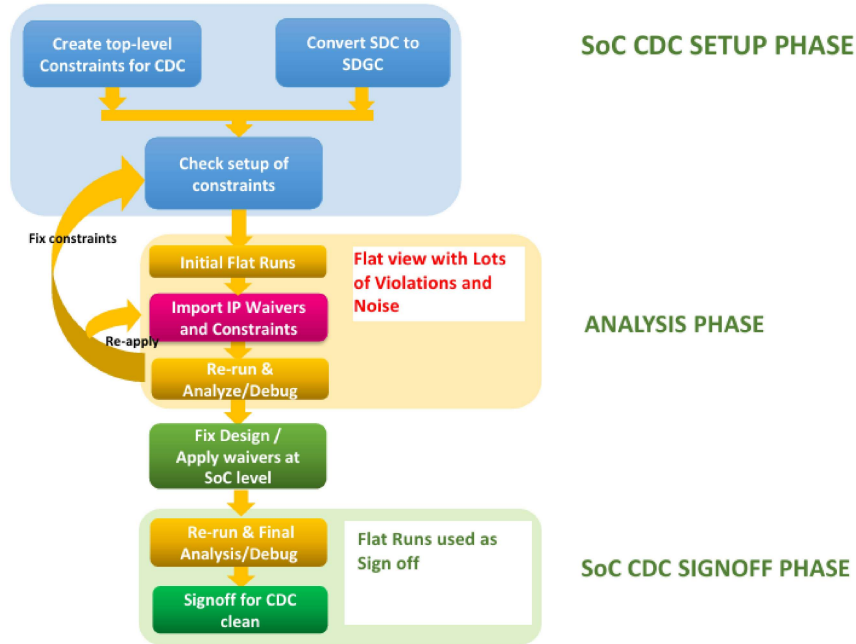 Create top-level
Constraints for CDC
Convert SDC to
SDGC
SoC CDC SETUP PHASE
Check setup of
constraints
Fix constraints
Initial Flat Runs
Flat view with Lots
of Violations and
Noise
Import IP Waivers
and Constraints
ANALYSIS PHASE
Re-apply
Re-run &
Analyze/Debug
Fix Design /
Apply waivers at
SoC level
Re-run & Final
Analysis/Debug
Flat Runs used as
Sign off
SoC CDC SIGNOFF PHASE
Signoff for CDC
clean